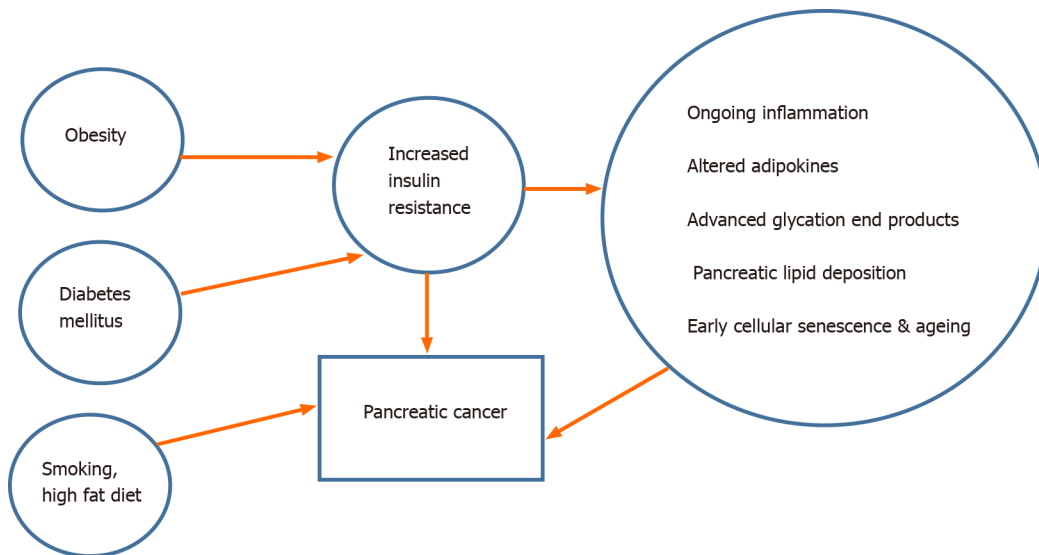 Obesity
Diabetes
mellitus
Smoking,
high fat diet
Increased
insulin
resistance
Pancreatic cancer
Ongoing inflammation
Altered adipokines
Advanced glycation end products
Pancreatic lipid deposition
Early cellular senescence & ageing